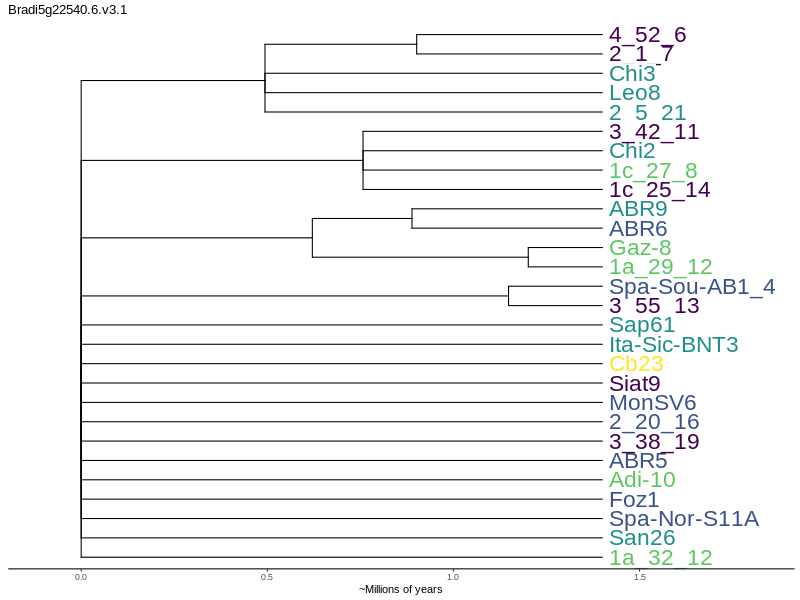 Bradi5g22540.6.v3.1
4_52_6
2_1_7
Chi3
Leo8
2_5_21
3_42_11
Chi2
1c_27_8
1c_25_14
ABR9
ABR6
Gaz-8
1a_29_12
Spa-Sou-AB1_4
3_55_13
Sap61
Ita-Sic-BNT3
Cb23
Siat9
MonSV6
2_20_16
3_38_19
ABR5
Adi-10
Foz1
Spa-Nor-S11A
San26
1a_32_12
0.0 0.5 1.0 1.5
~Millions of years